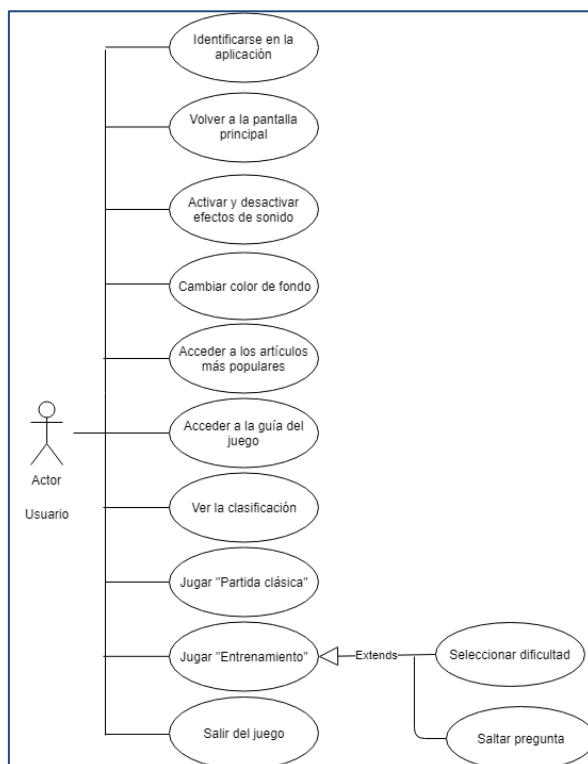 Identificarse en la
aplicación
Volver a la pantalla
principal
Activar y desactivar
efectos de sonido
Cambiar color de fondo
Acceder a los artículos
más populares
Acceder a la guía del
juego
Actor
Usuario
Ver la clasificación
Jugar "Partida clásica"
Jugar "Entrenamiento"
Extends
Seleccionar dificultad
Salir del juego
Saltar pregunta